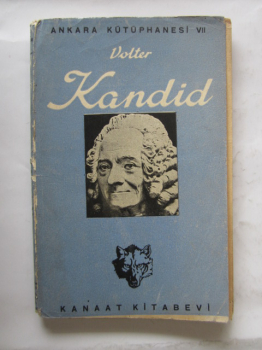 ANKARA KÜTÜPHANESİ VII
Volter
Kandid
KANAAT KİTABEVİ